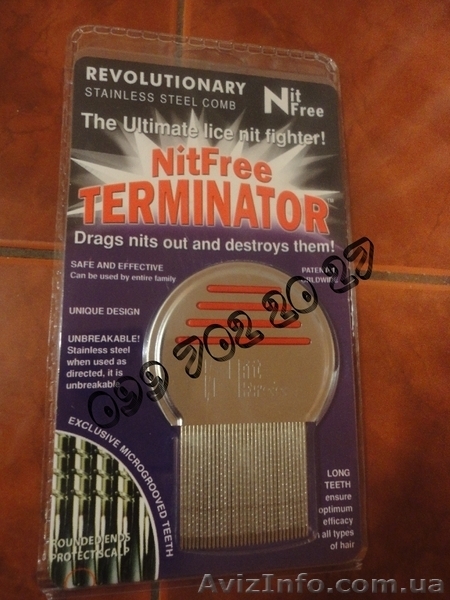 REVOLUTIONARY
STAINLESS STEEL COMB
Nit Free
The Ultimate lice nit fighter!
NitFree
TERMINATOR™
Drags nits out and destroys them!
SAFE AND EFFECTIVE
Can be used by entire family
UNIQUE DESIGN
UNBREAKABLE!
Stainless steel
when used as
directed, it is
unbreakable
099 702 20 27
Nit
Free
EXCLUSIVE MICROGROOVED TEETH
ROUNDED ENDS
PROTECT SCALP
LONG
TEETH
ensure
optimum
efficacy
all types
of hair
AvizInfo.com.ua